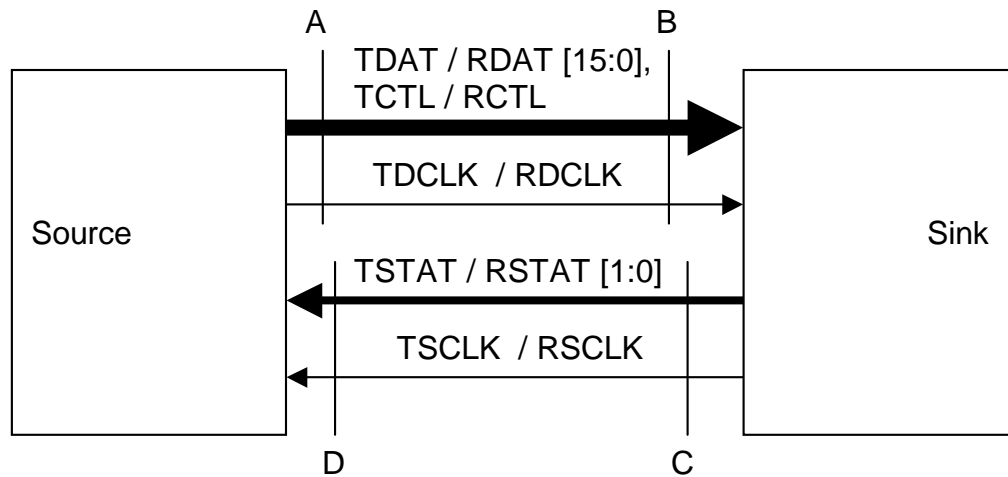 A
B
TDAT / RDAT [15:0],
TCTL / RCTL
TDCLK / RDCLK
Source
Sink
TSTAT / RSTAT [1:0]
TSCLK / RSCLK
D
C